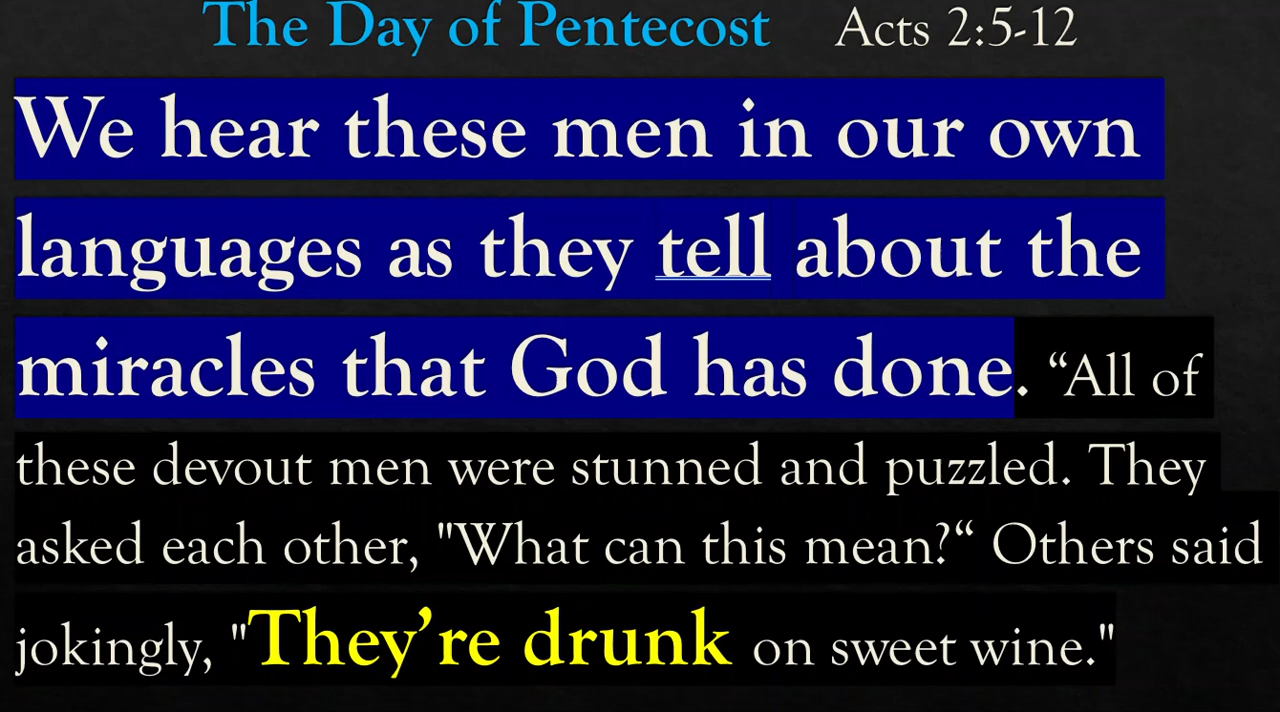 The Day of Pentecost Acts 2:5-12
We hear these men in our own
languages as they tell about the
miracles that God has done. “All of
these devout men were stunned and puzzled. They
asked each other, "What can this mean?“ Others said
jokingly, "They’re drunk on sweet wine."